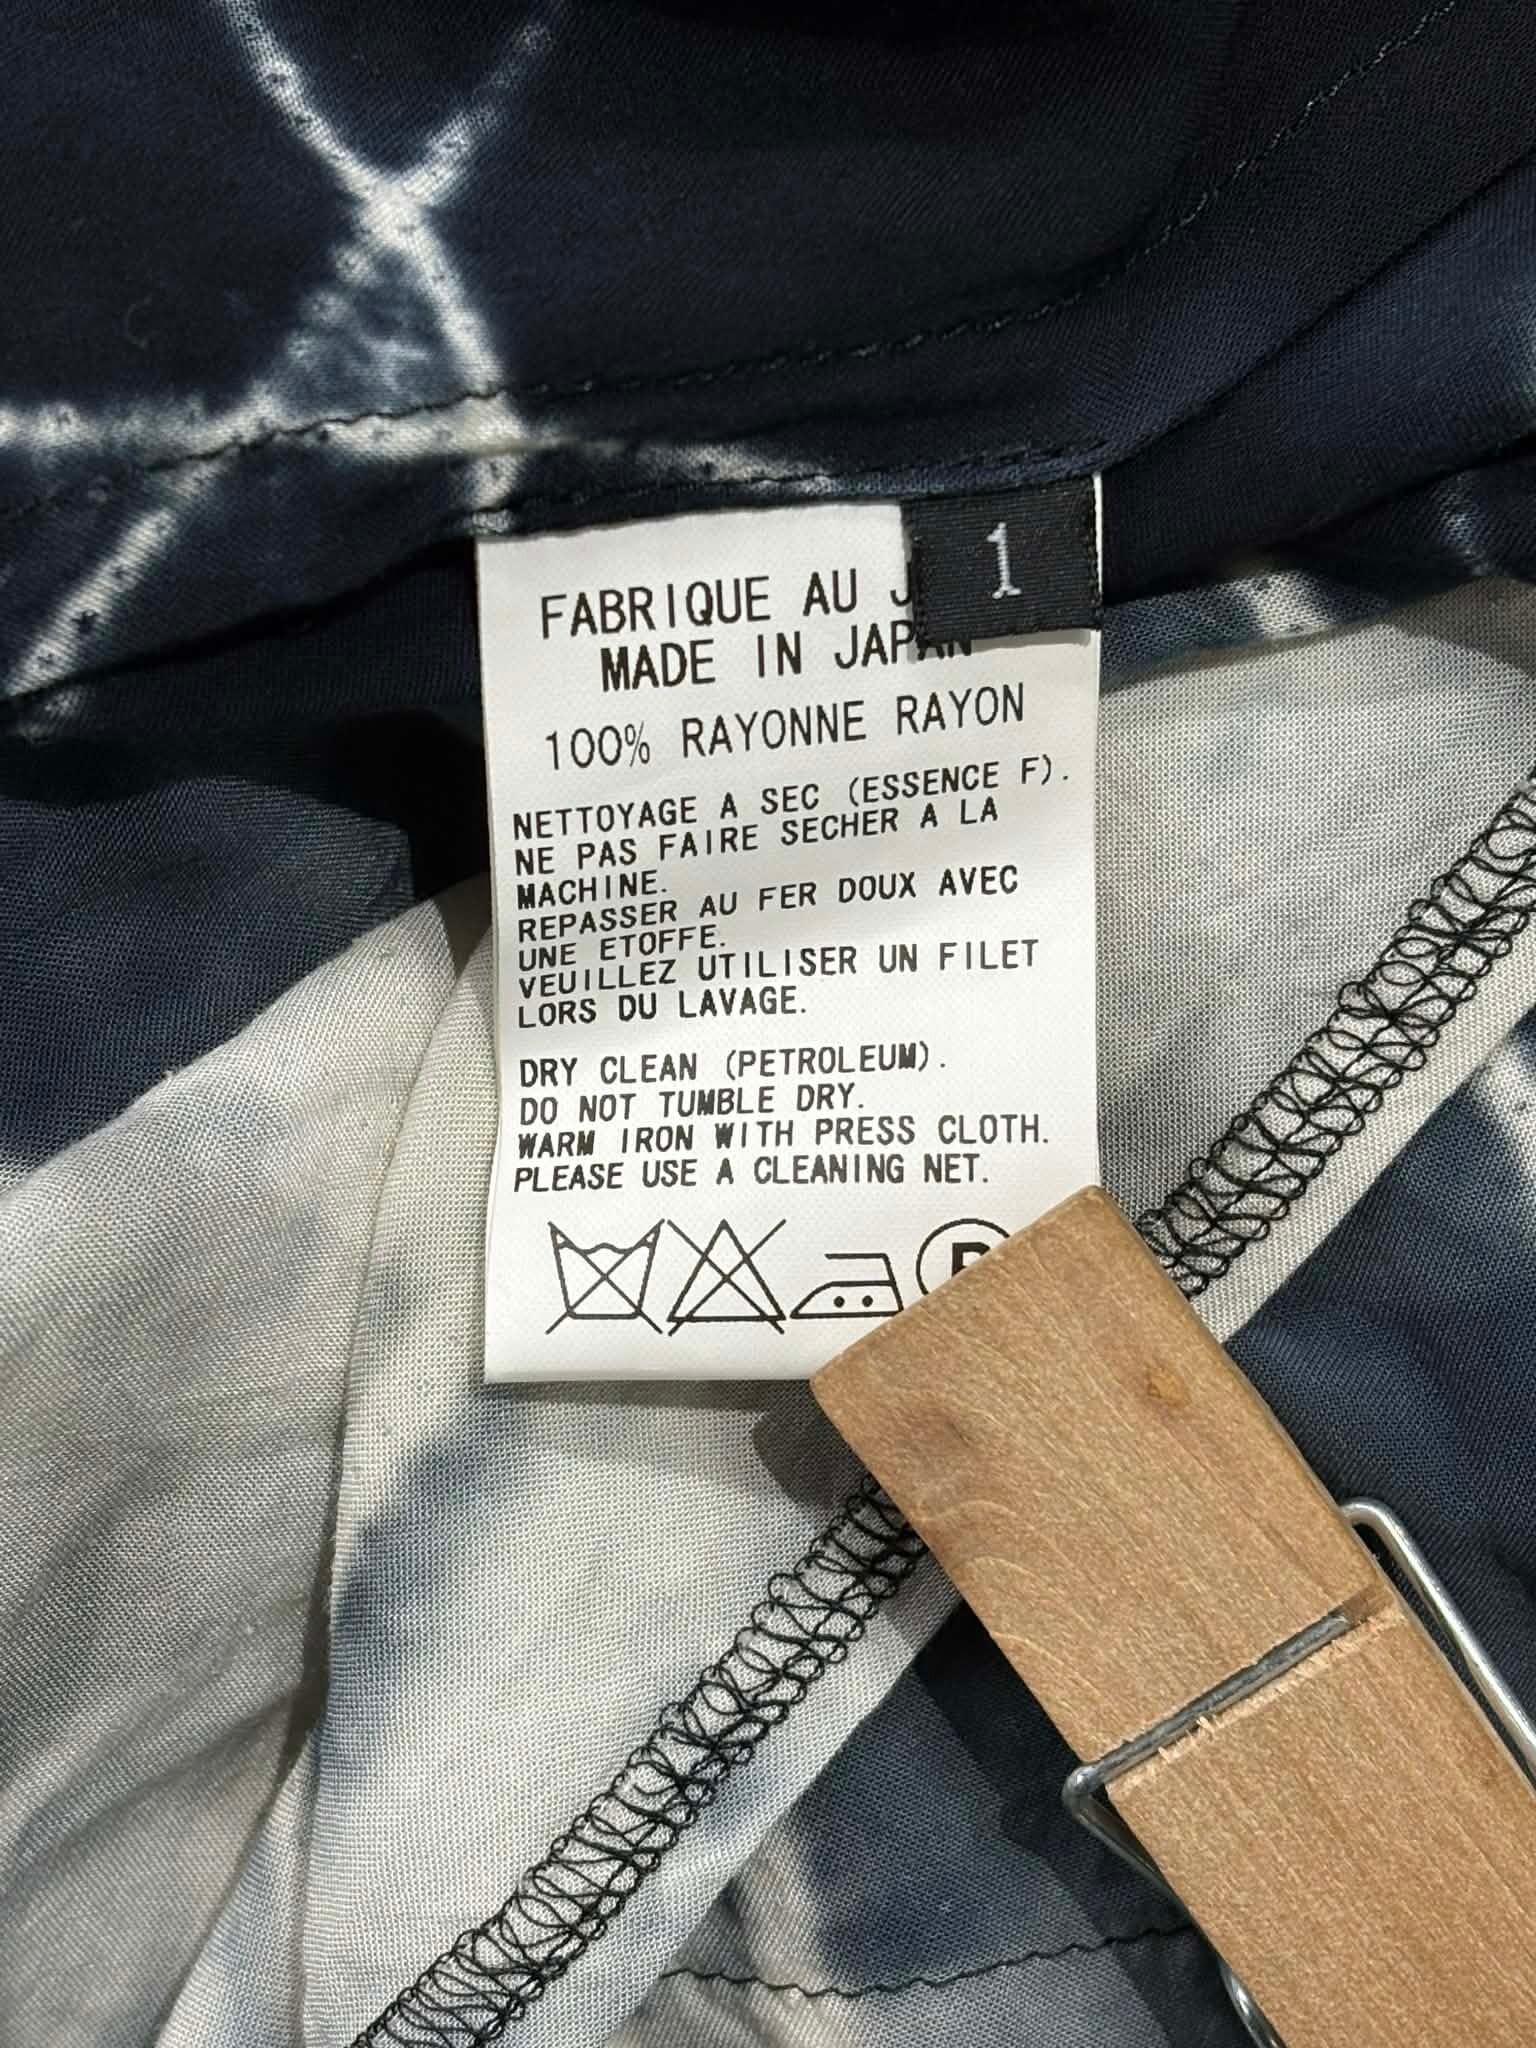 1
FABRIQUE AU
MADE IN JAPAN
100% RAYONNE RAYON
NETTOYAGE A SEC (ESSENCE F).
NE PAS FAIRE SECHER A LA
MACHINE.
REPASSER AU FER DOUX AVEC
UNE ETOFFE.
VEUILLEZ UTILISER UN FILET
LORS DU LAVAGE.
DRY CLEAN (PETROLEUM).
DO NOT TUMBLE DRY.
WARM IRON WITH PRESS CLOTH.
PLEASE USE A CLEANING NET.